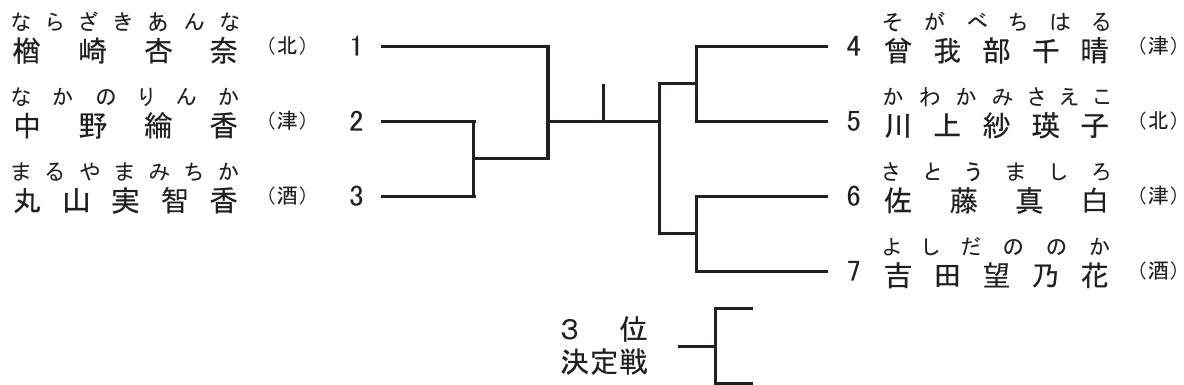 ならざきあんな
楢崎杏奈 （北） 1
なかのりんか
中野綸香 （津） 2
まるやまみちか
丸山実智香 （酒） 3
そがべちはる
4 曾我部千晴 （津）
かわかみさえこ
5 川上紗瑛子 （北）
さとうましろ
6 佐藤真白 （津）
よしだののか
7 吉田望乃花 （酒）
3位
決定戦